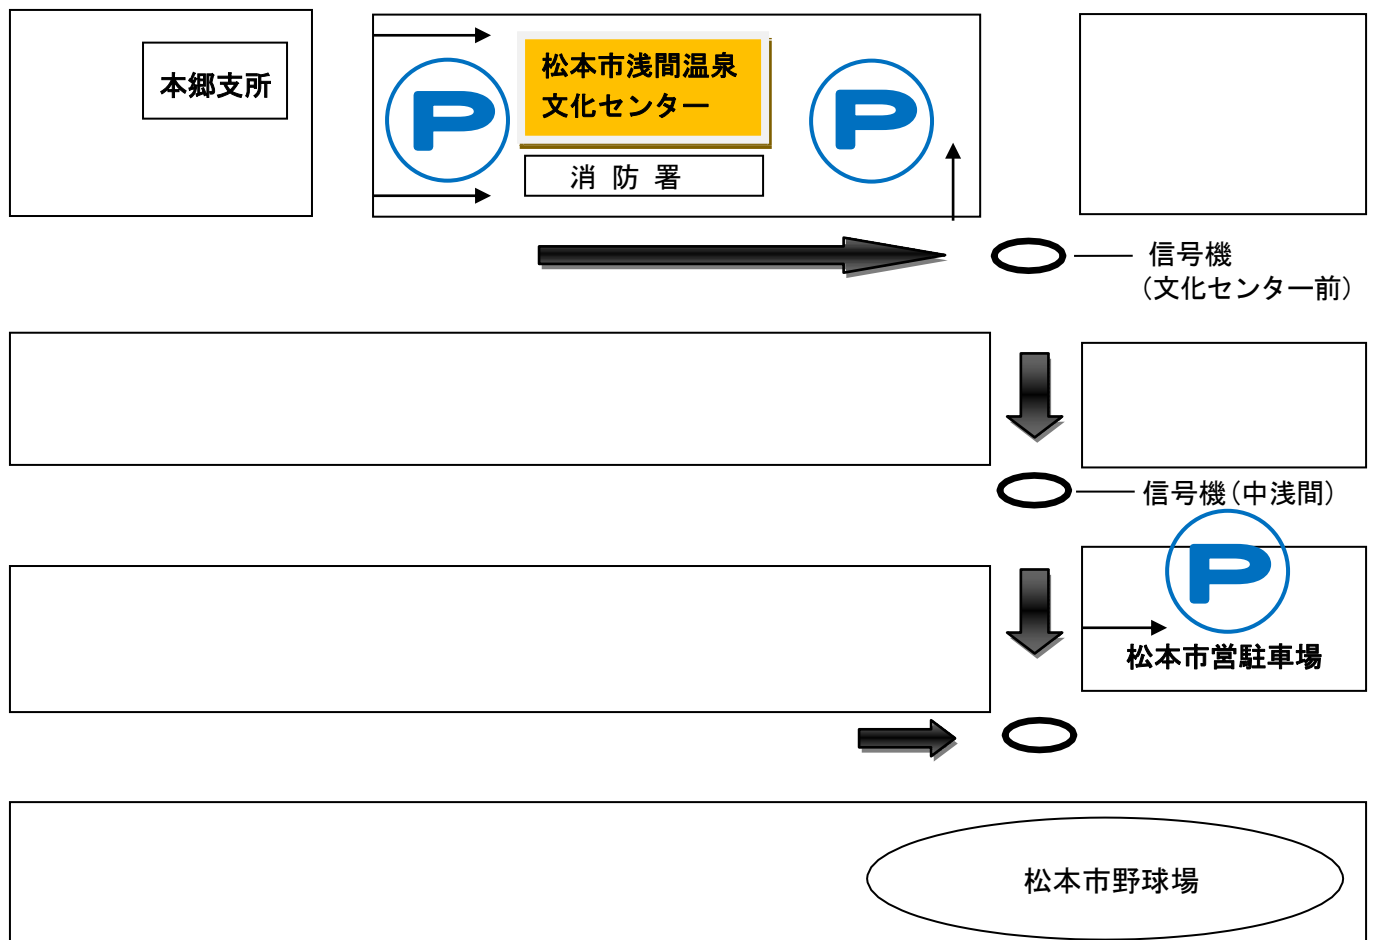 本郷支所
P
松本市浅間温泉
文化センター
P
消 防 署
信号機
(文化センター前)
信号機(中浅間)
P
松本市営駐車場
松本市野球場